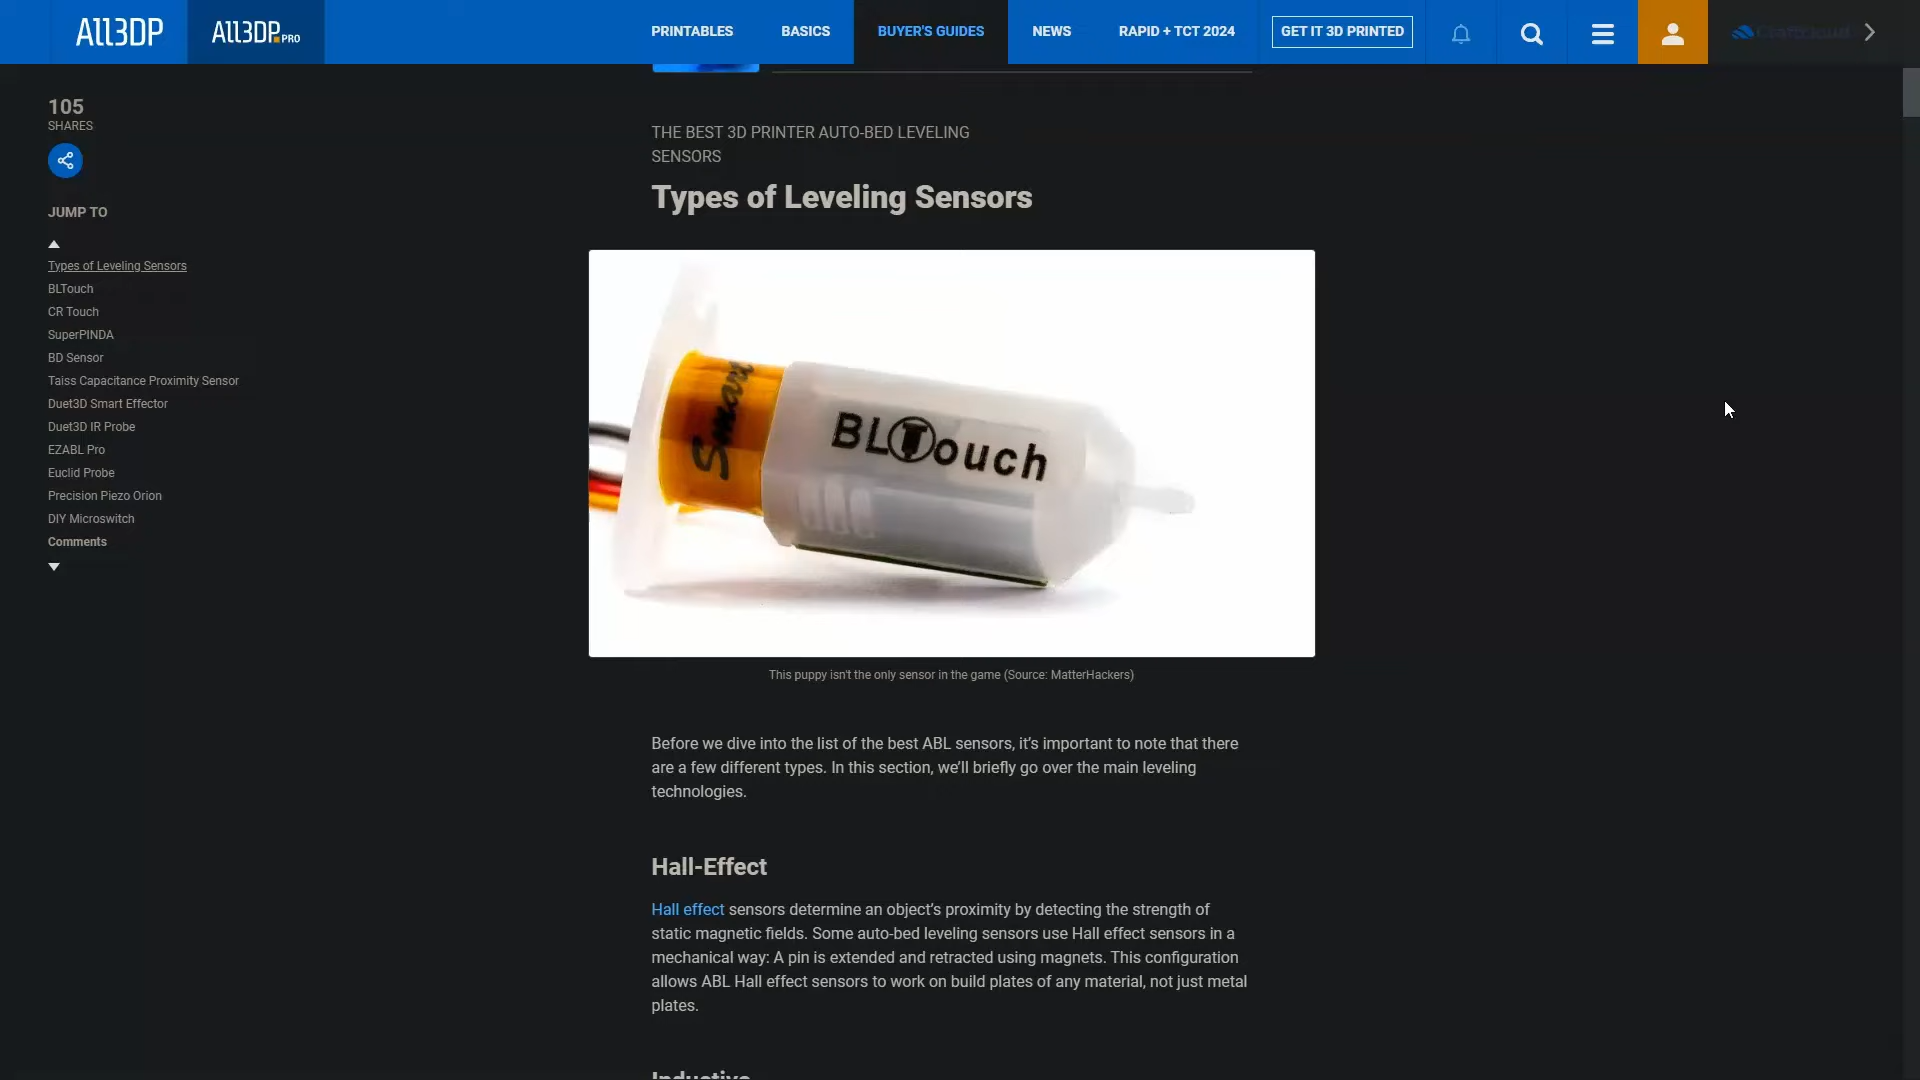 ALL3DP
ALL3DP.PRO
PRINTABLES
BASICS
BUYER'S GUIDES
NEWS
RAPID + TCT 2024
GET IT 3D PRINTED
Craftcloud
105
SHARES
JUMP TO
Types of Leveling Sensors
BLTouch
CR Touch
SuperPINDA
BD Sensor
Taiss Capacitance Proximity Sensor
Duet3D Smart Effector
Duet3D IR Probe
EZABL Pro
Euclid Probe
Precision Piezo Orion
DIY Microswitch
Comments
THE BEST 3D PRINTER AUTO-BED LEVELING
SENSORS
Types of Leveling Sensors
Smart
BLTouch
This puppy isn't the only sensor in the game (Source: MatterHackers)
Before we dive into the list of the best ABL sensors, it’s important to note that there
are a few different types. In this section, we’ll briefly go over the main leveling
technologies.
Hall-Effect
Hall effect sensors determine an object’s proximity by detecting the strength of
static magnetic fields. Some auto-bed leveling sensors use Hall effect sensors in a
mechanical way: A pin is extended and retracted using magnets. This configuration
allows ABL Hall effect sensors to work on build plates of any material, not just metal
plates.
Inductive